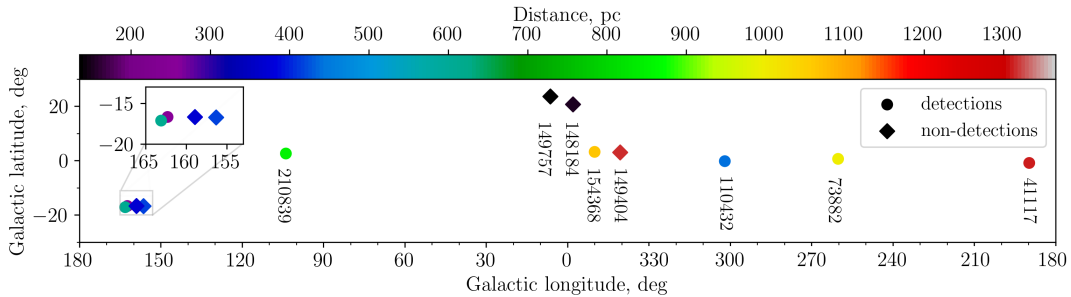 Distance, pc
200 300 400 500 600 700 800 900 1000 1100 1200 1300
Galactic latitude, deg
20
0
−20
−15
−20
165 160 155
detections
non-detections
210839
149757
148184
154368
149404
110432
73882
41117
180 150 120 90 60 30 0 330 300 270 240 210 180
Galactic longitude, deg